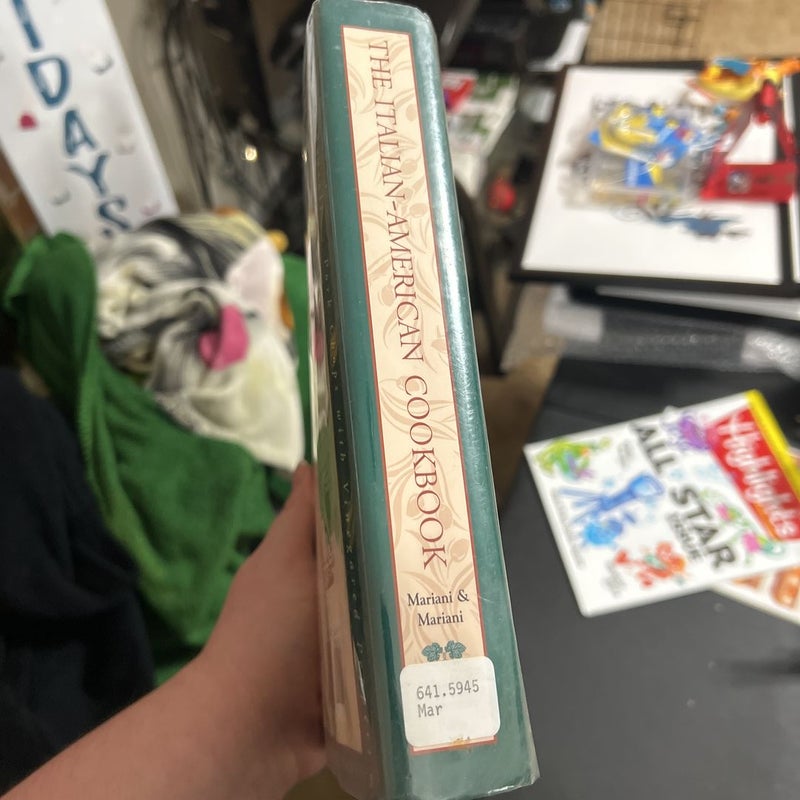 THE ITALIAN-AMERICAN COOKBOOK
Mariani &
Mariani
641.5945
Mar
IDAYS
Highlights
ALL STAR